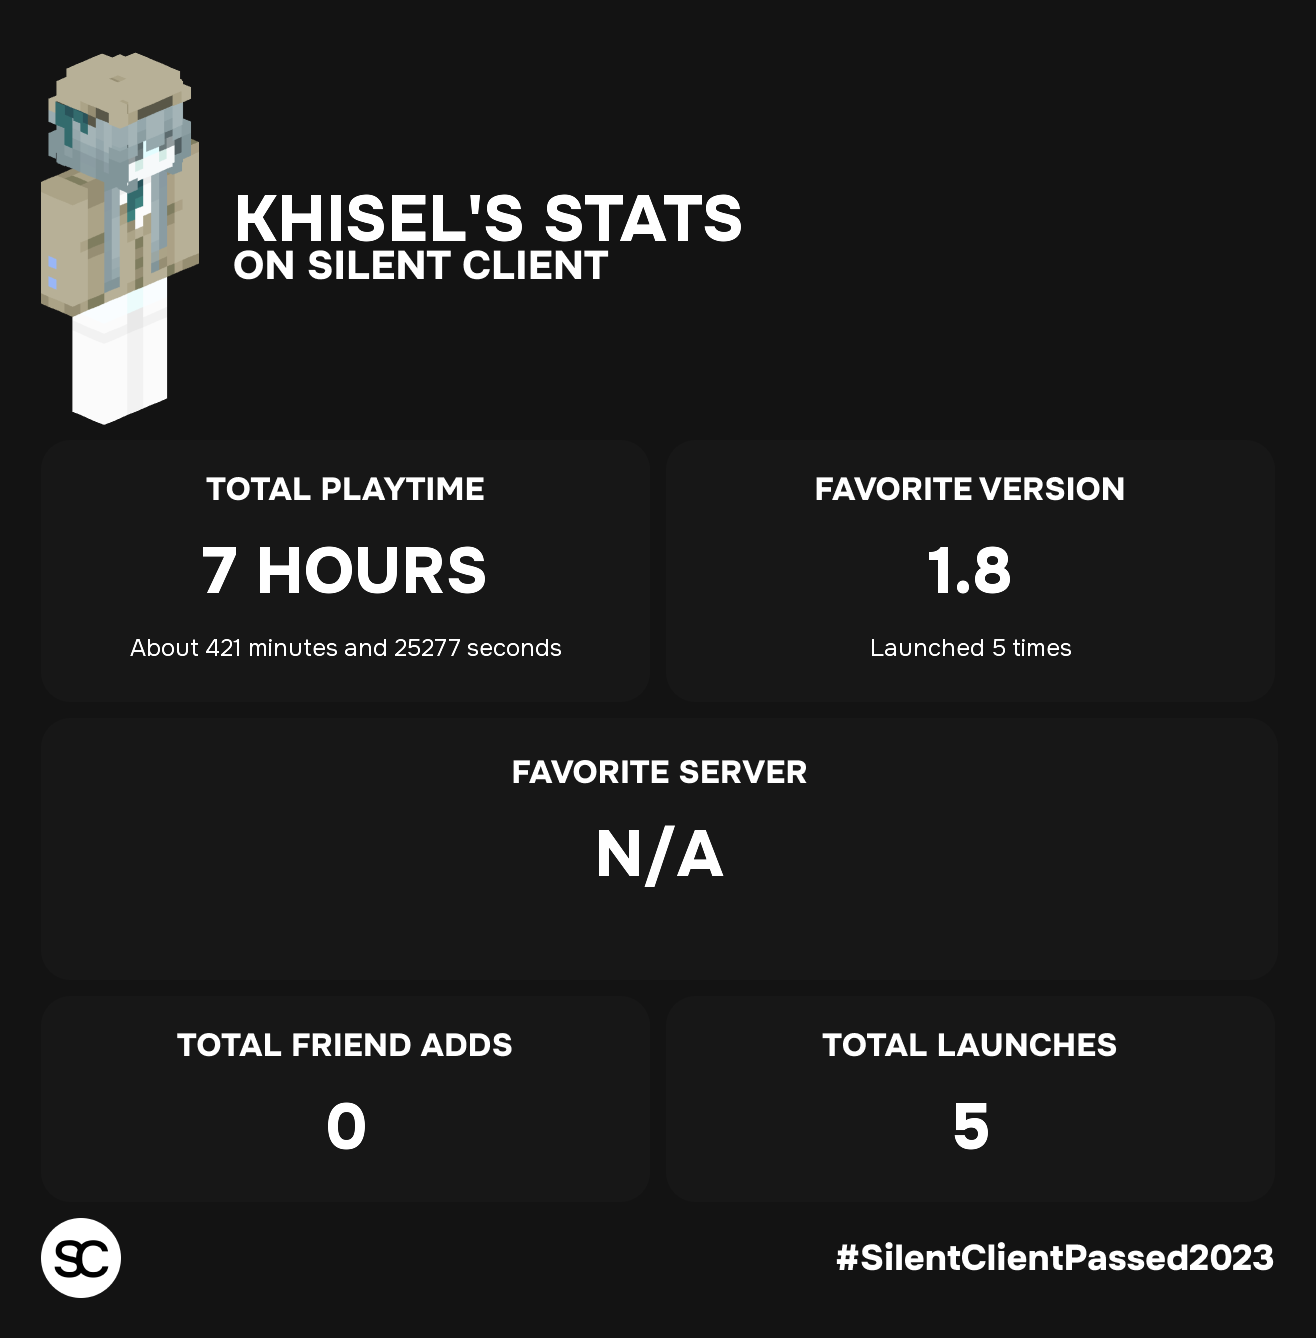 KHISEL'S STATS
ON SILENT CLIENT
TOTAL PLAYTIME
7 HOURS
About 421 minutes and 25277 seconds
FAVORITE VERSION
1.8
Launched 5 times
FAVORITE SERVER
N/A
TOTAL FRIEND ADDS
0
TOTAL LAUNCHES
5
SC
#SilentClientPassed2023